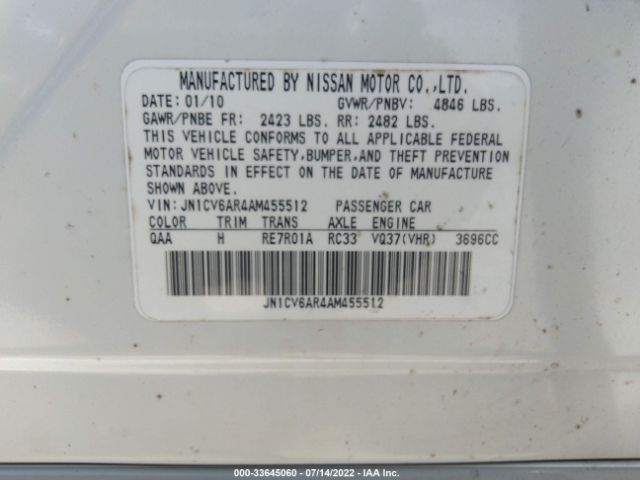 MANUFACTURED BY NISSAN MOTOR CO.,LTD.
DATE: 01/10 GVWR/PNBV: 4846 LBS.
GAWR/PNBE FR: 2423 LBS. RR: 2482 LBS.
THIS VEHICLE CONFORMS TO ALL APPLICABLE FEDERAL
MOTOR VEHICLE SAFETY,BUMPER,AND THEFT PREVENTION
STANDARDS IN EFFECT ON THE DATE OF MANUFACTURE
SHOWN ABOVE.
VIN:JN1CV6AR4AM455512 PASSENGER CAR
COLOR TRIM TRANS AXLE ENGINE
QAA H RE7R01A RC33 VQ37(VHR) 3696CC
JN1CV6AR4AM455512
000-33645060 - 07/14/2022 - IAA Inc.